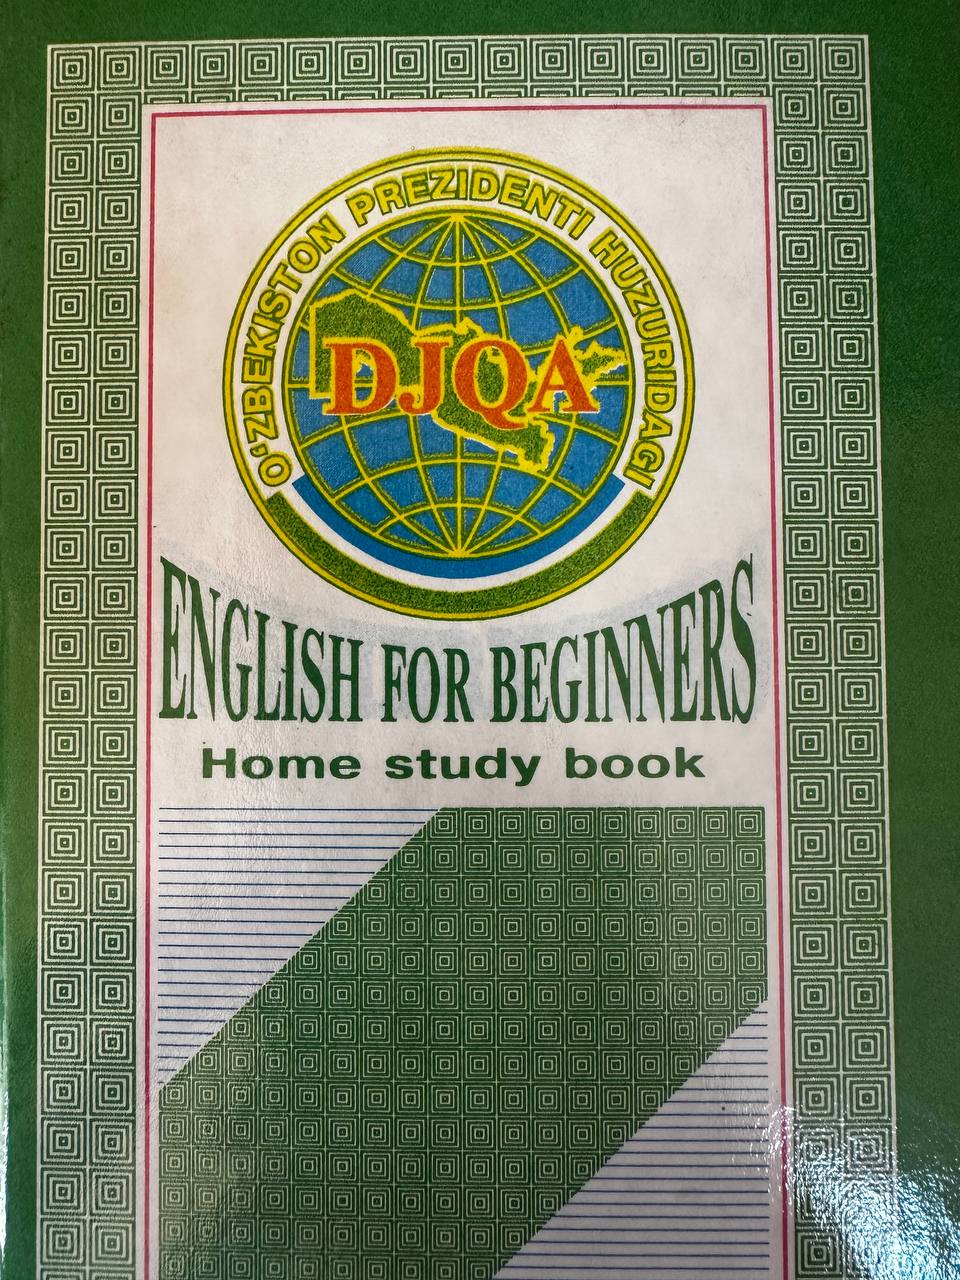 O'ZBEKISTON PREZIDENTI HUZURIDAGI
DJQA
ENGLISH FOR BEGINNERS
Home study book